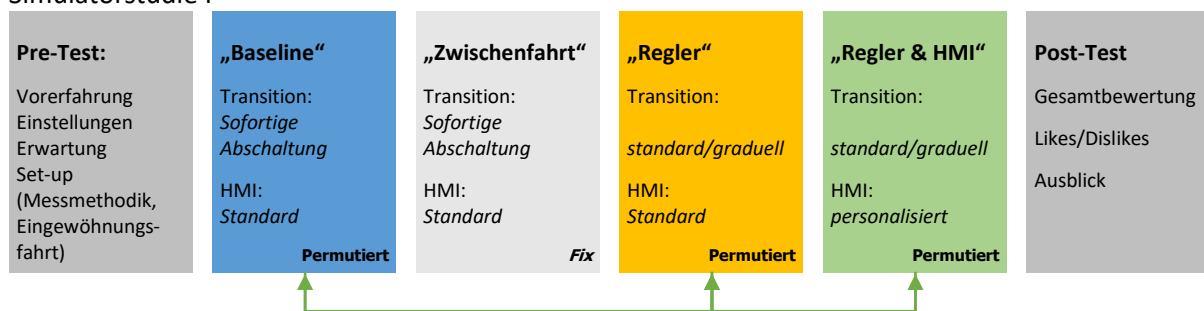 Pre-Test:
Vorerfahrung
Einstellungen
Erwartung
Set-up
(Messmethodik,
Eingewöhnungs-
fahrt)
„Baseline“
Transition:
Sofortige
Abschaltung
HMI:
Standard
Permutiert
„Zwischenfahrt“
Transition:
Sofortige
Abschaltung
HMI:
Standard
Fix
„Regler“
Transition:
standard/graduell
HMI:
Standard
Permutiert
„Regler & HMI“
Transition:
standard/graduell
HMI:
personalisiert
Permutiert
Post-Test
Gesamtbewertung
Likes/Dislikes
Ausblick